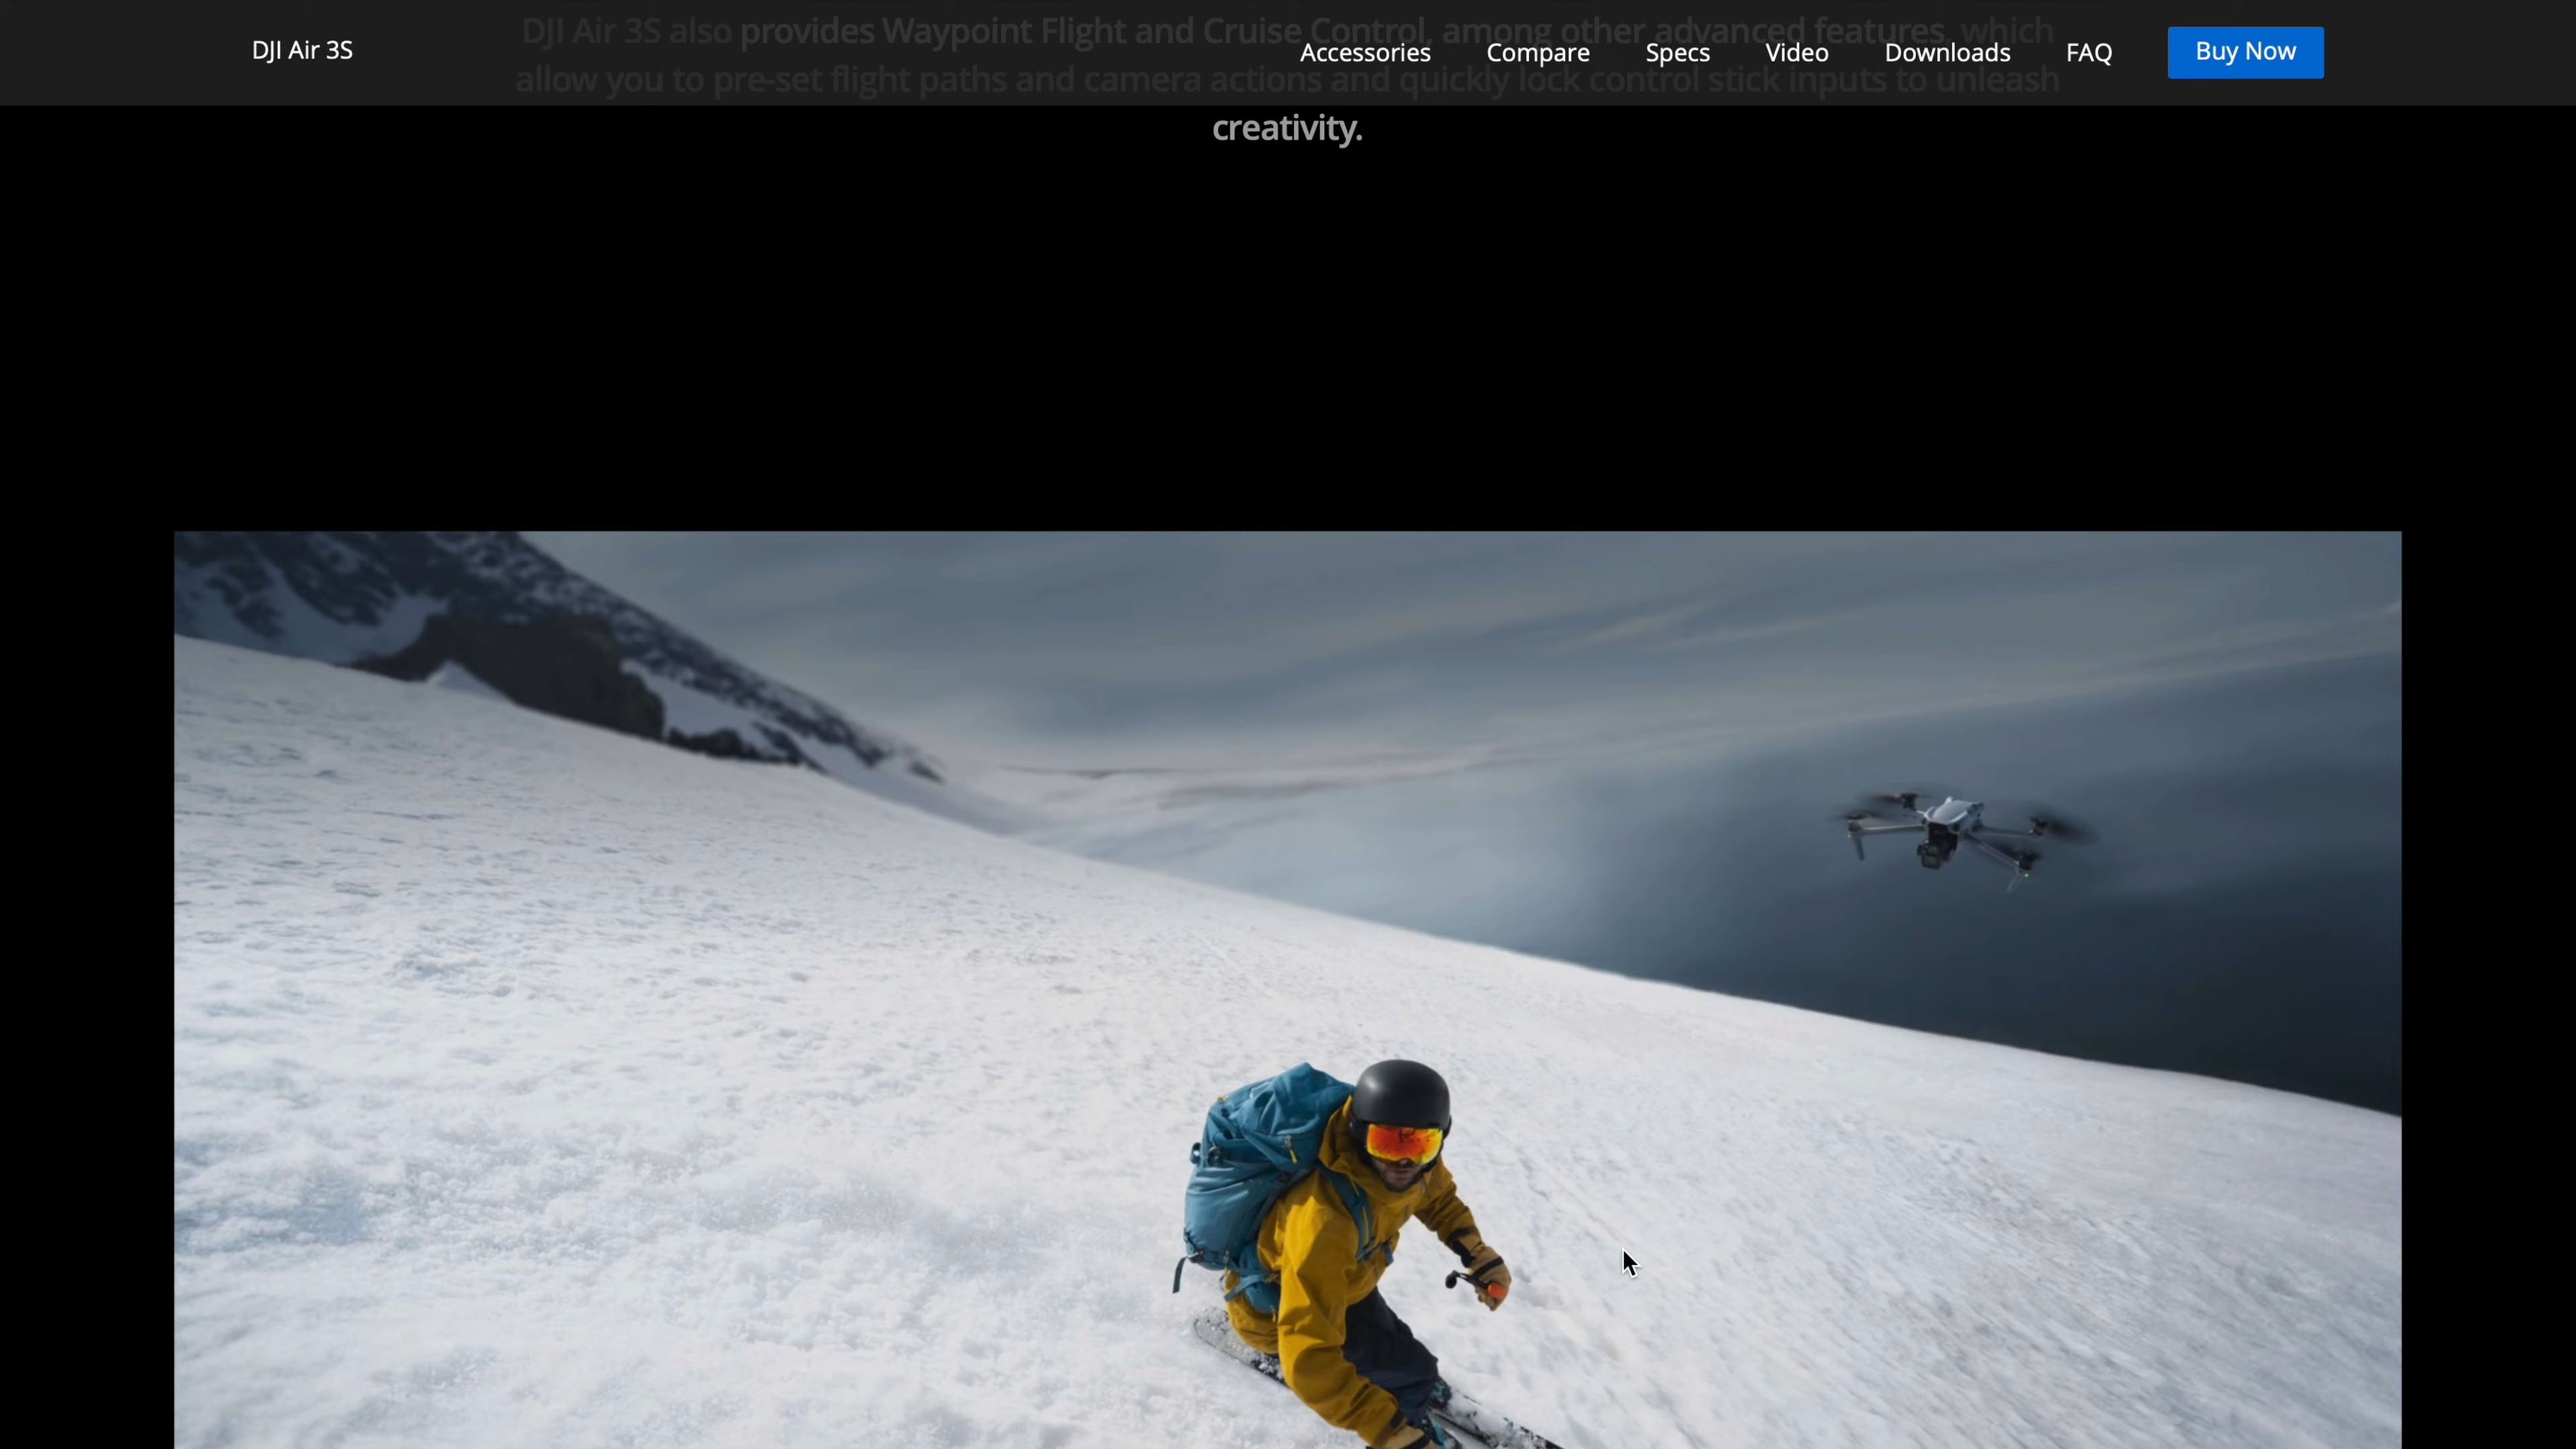 DJI Air 3S also provides Waypoint Flight and Cruise Control, among other advanced features, which
DJI Air 3S
Accessories
Compare
Specs
Video
Downloads
FAQ
Buy Now
allow you to pre-set flight paths and camera actions and quickly lock control stick inputs to unleash
creativity.